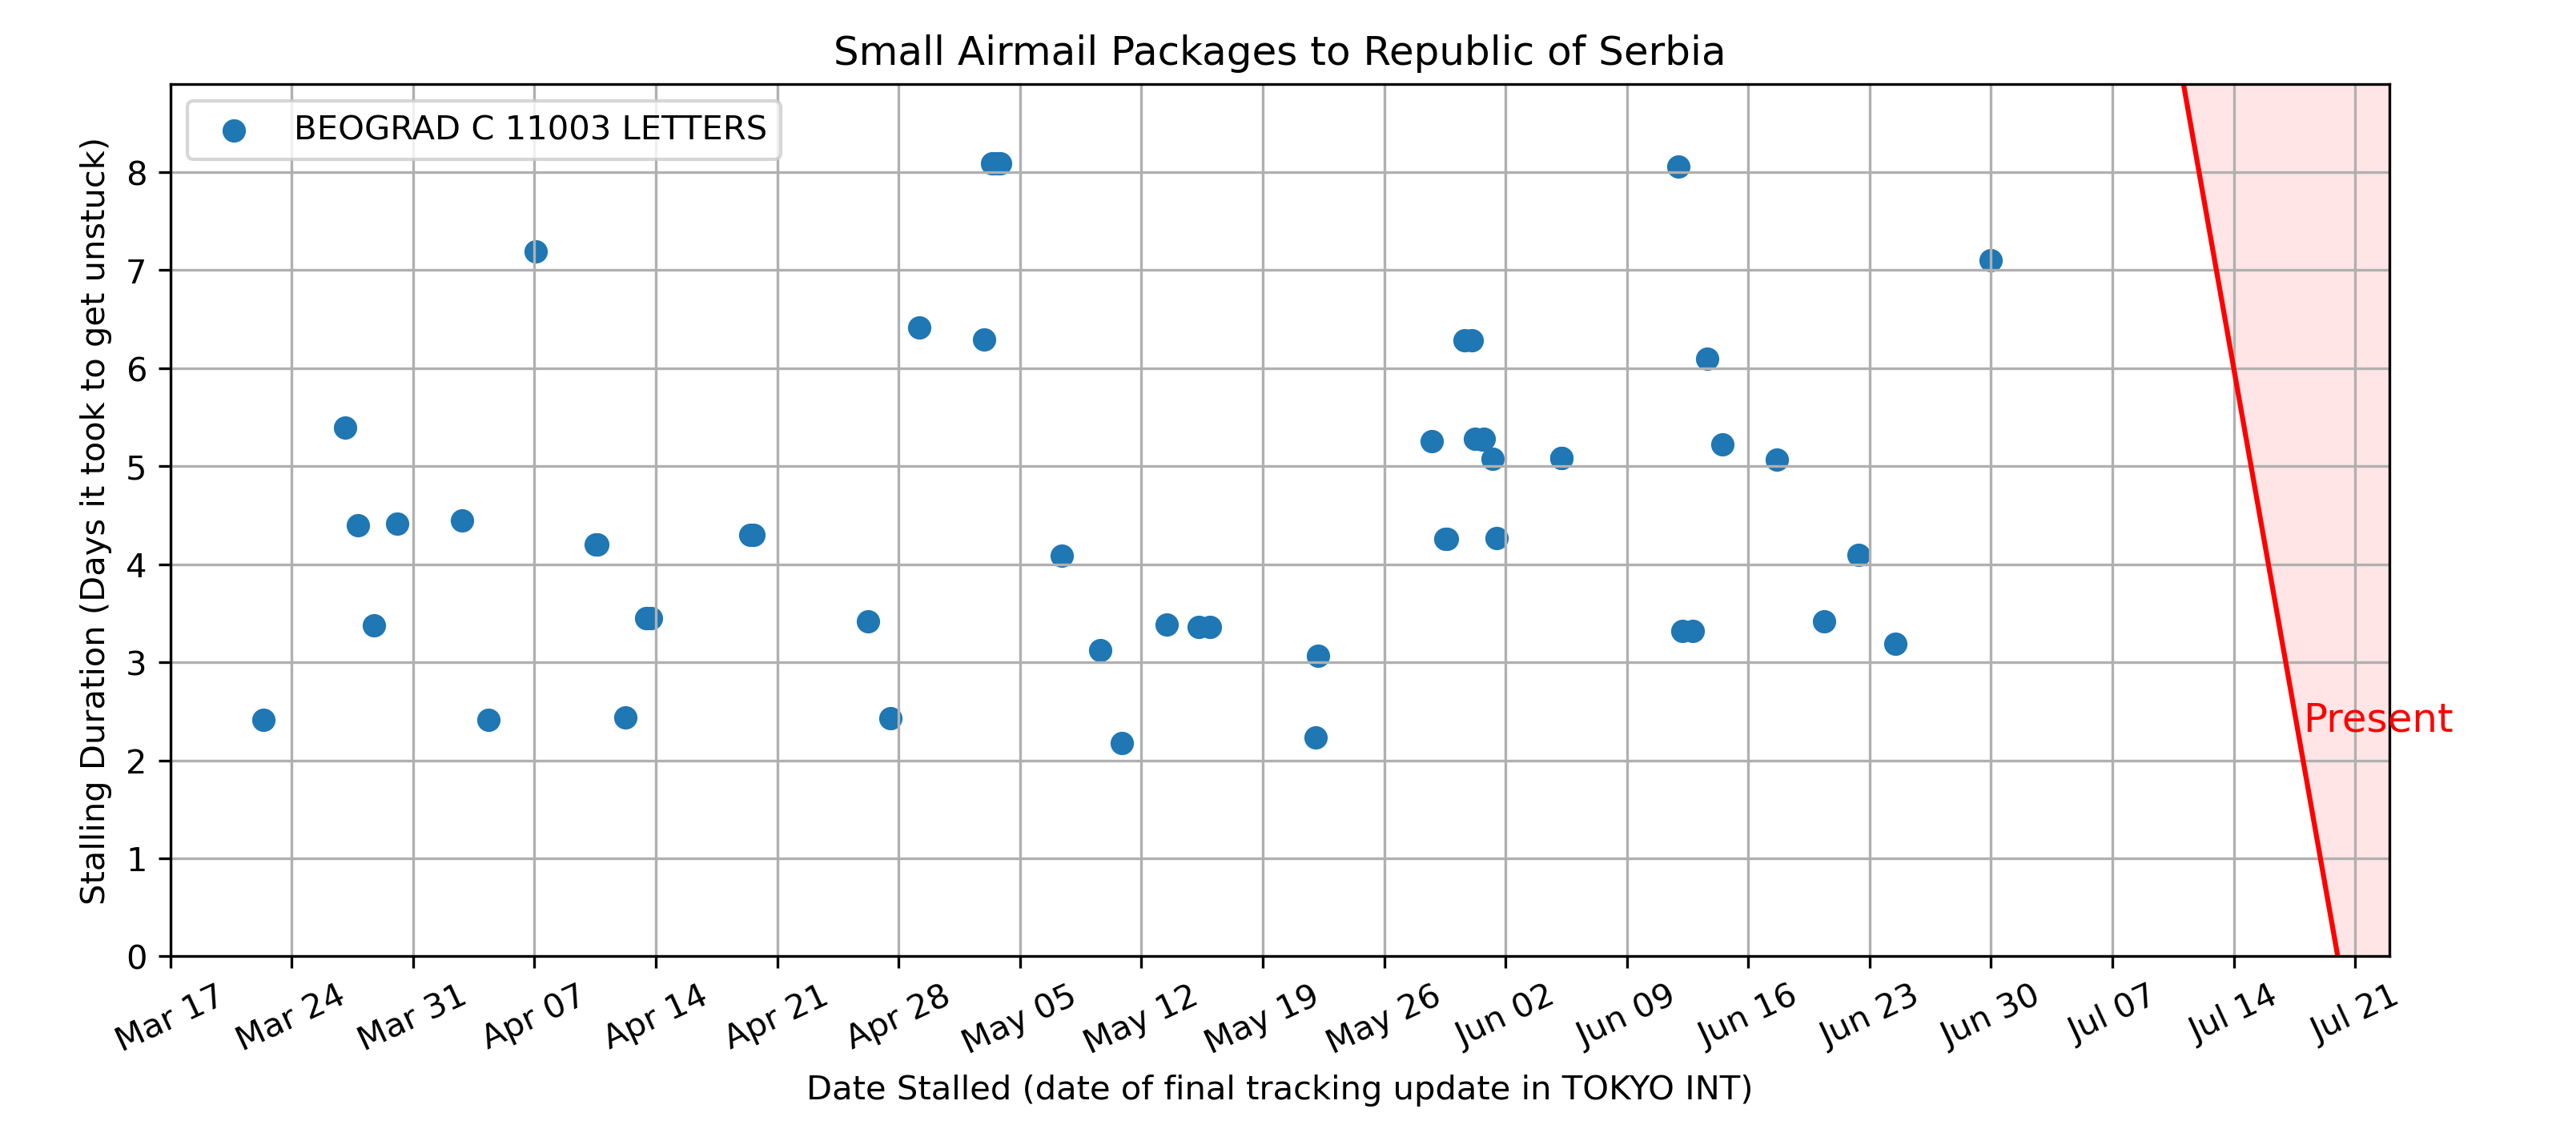 Small Airmail Packages to Republic of Serbia
BEOGRAD C 11003 LETTERS
Stalling Duration (Days it took to get unstuck)
8
7
6
5
4
3
2
1
0
Present
Mar 17 Mar 24 Mar 31 Apr 07 Apr 14 Apr 21 Apr 28 May 05 May 12 May 19 May 26 Jun 02 Jun 09 Jun 16 Jun 23 Jun 30 Jul 07 Jul 14 Jul 21
Date Stalled (date of final tracking update in TOKYO INT)